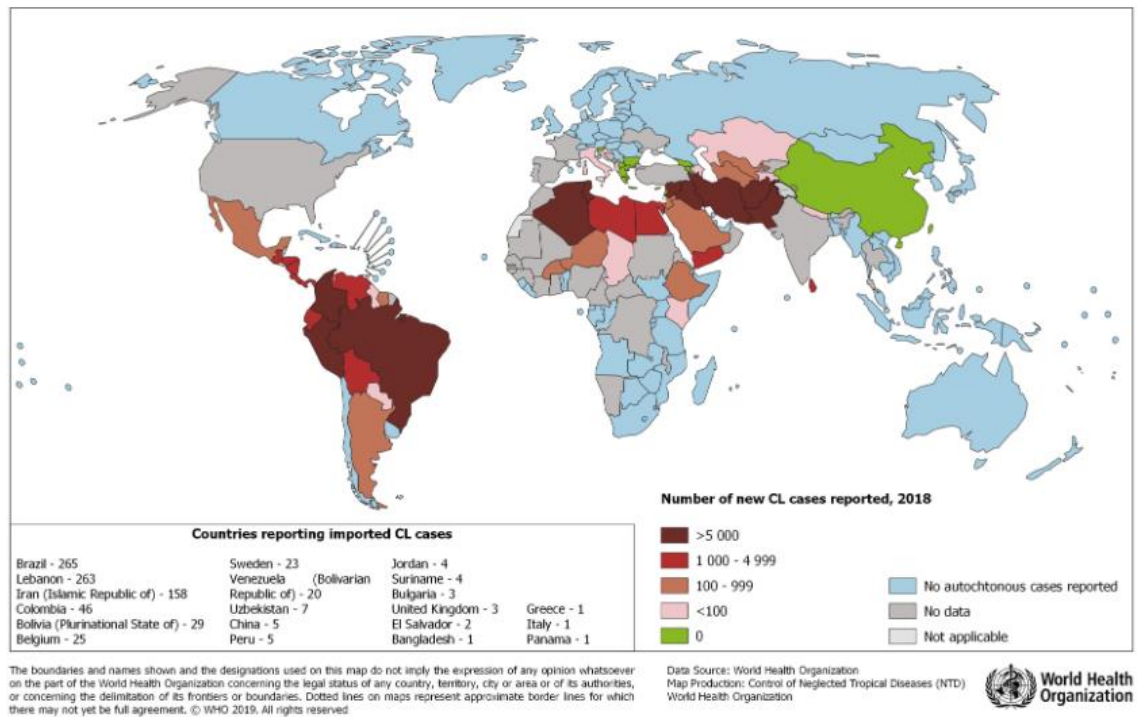 Number of new CL cases reported, 2018
>5 000
1 000 - 4 999
100 - 999
<100
0
No autochtonous cases reported
No data
Not applicable
Countries reporting imported CL cases
Brazil - 265
Lebanon - 263
Iran (Islamic Republic of) - 158
Colombia - 46
Bolivia (Plurinational State of) - 29
Belgium - 25
Sweden - 23
Venezuela (Bolivarian
Republic of) - 20
Uzbekistan - 7
China - 5
Peru - 5
Jordan - 4
Suriname - 4
Bulgaria - 3
United Kingdom - 3
El Salvador - 2
Bangladesh - 1
Greece - 1
Italy - 1
Panama - 1
The boundaries and names shown and the designations used on this map do not imply the expression of any opinion whatsoever
on the part of the World Health Organization concerning the legal status of any country, territory, city or area or of its authorities,
or concerning the delimitation of its frontiers or boundaries. Dotted lines on maps represent approximate border lines for which
there may not yet be full agreement. © WHO 2019. All rights reserved
Data Source: World Health Organization
Map Production: Control of Neglected Tropical Diseases (NTD)
World Health Organization
World Health
Organization